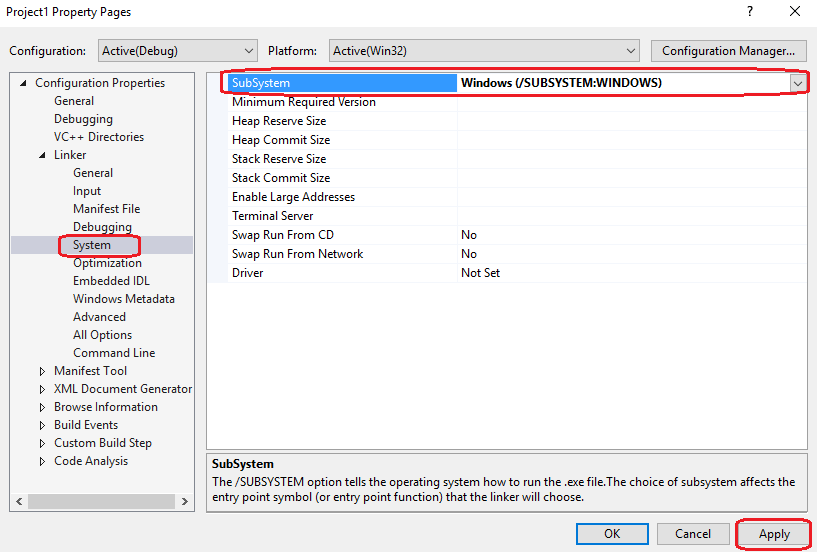 Project1 Property Pages
?
Configuration: Active(Debug) Platform: Active(Win32) Configuration Manager...
Configuration Properties
General
Debugging
VC++ Directories
Linker
General
Input
Manifest File
Debugging
System
Optimization
Embedded IDL
Windows Metadata
Advanced
All Options
Command Line
Manifest Tool
XML Document Generator
Browse Information
Build Events
Custom Build Step
Code Analysis
SubSystem Windows (/SUBSYSTEM:WINDOWS)
Minimum Required Version
Heap Reserve Size
Heap Commit Size
Stack Reserve Size
Stack Commit Size
Enable Large Addresses
Terminal Server
Swap Run From CD No
Swap Run From Network No
Driver Not Set
SubSystem
The /SUBSYSTEM option tells the operating system how to run the .exe file.The choice of subsystem affects the
entry point symbol (or entry point function) that the linker will choose.
OK Cancel Apply